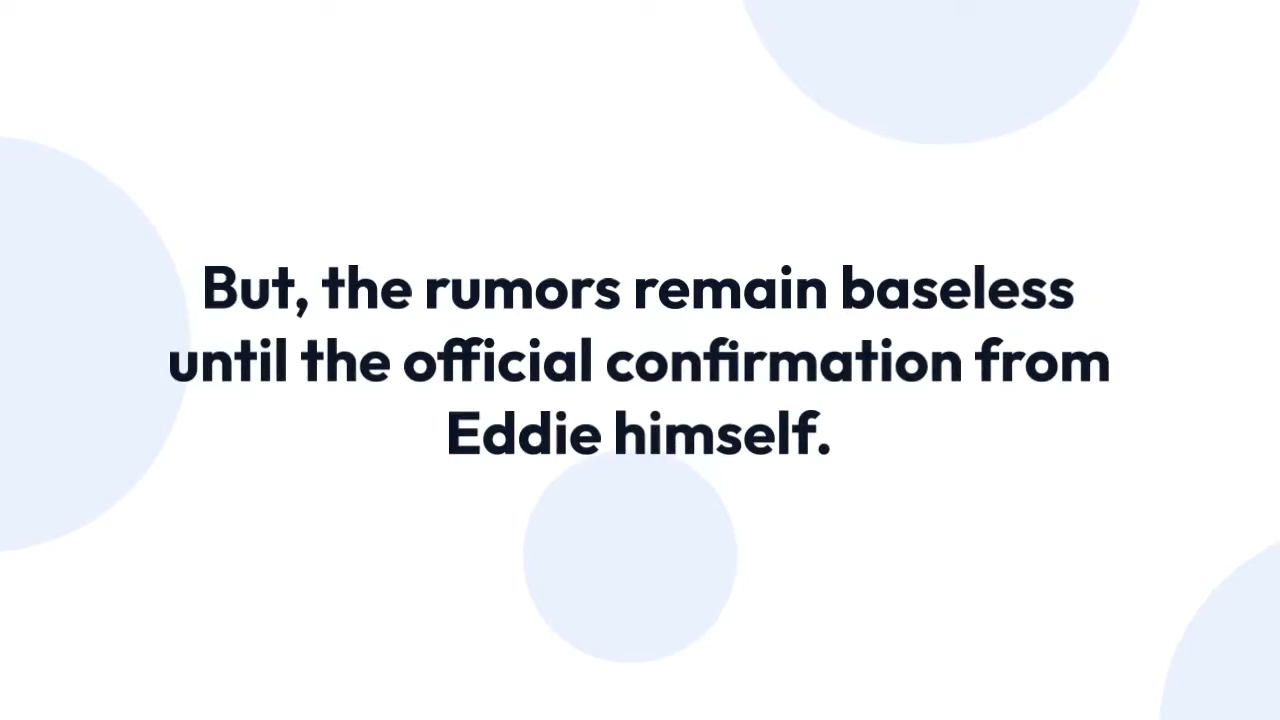 But, the rumors remain baseless
until the official confirmation from
Eddie himself.